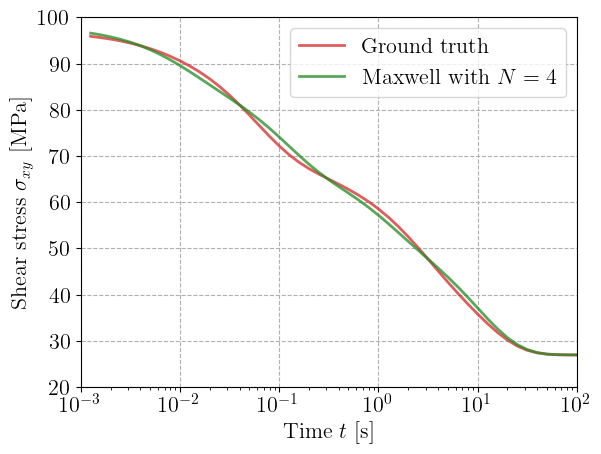 100
90
80
70
60
50
40
30
20
Shear stress σ_xy [MPa]
Ground truth
Maxwell with N = 4
10^-3 10^-2 10^-1 10^0 10^1 10^2
Time t [s]